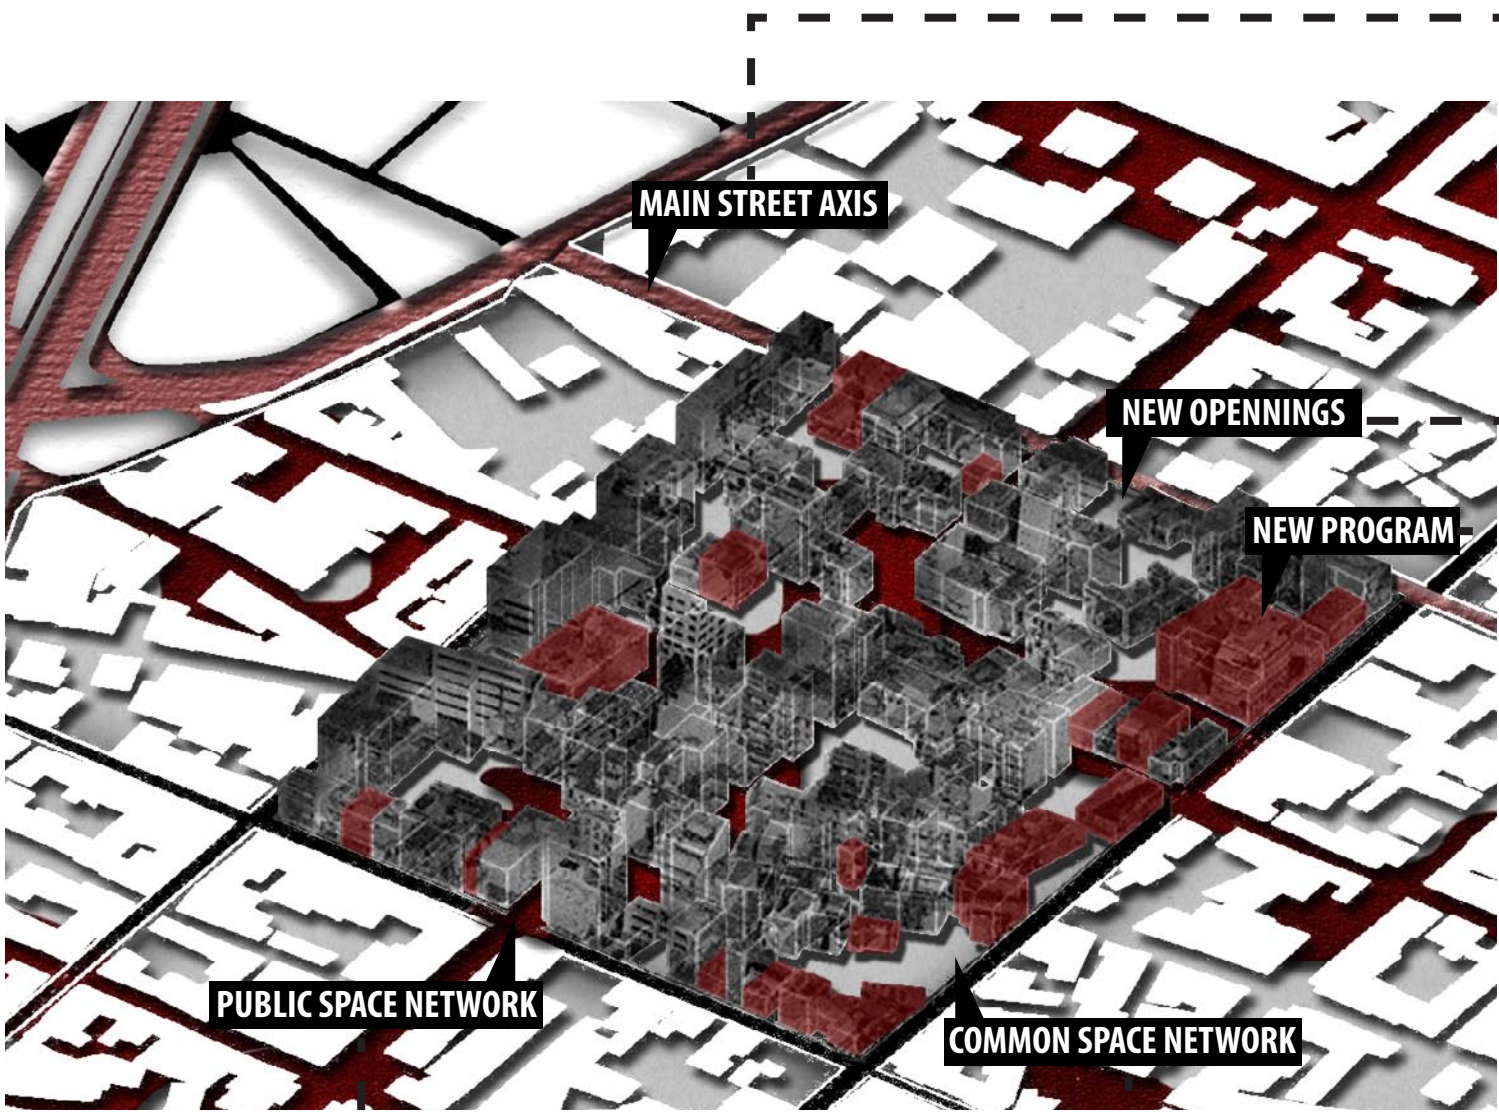 MAIN STREET AXIS
NEW OPENNINGS
NEW PROGRAM
PUBLIC SPACE NETWORK
COMMON SPACE NETWORK